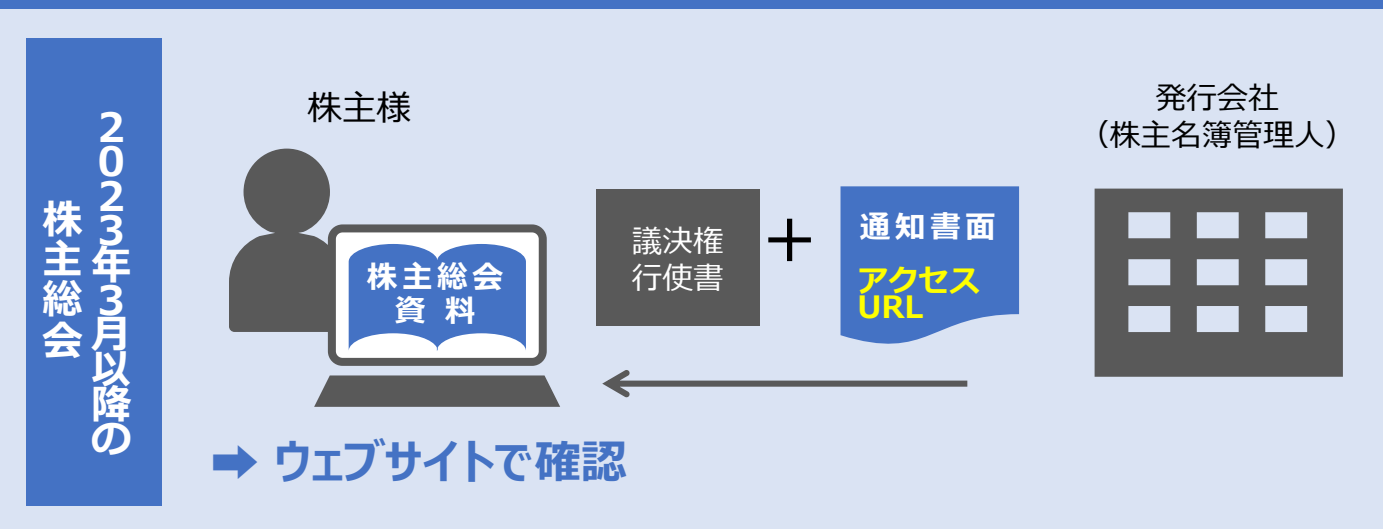 2023年3月以降の
株主総会
株主様
株主総会
資 料
議決権
行使書
＋
通知書面
アクセス
URL
発行会社
（株主名簿管理人）
➡ ウェブサイトで確認